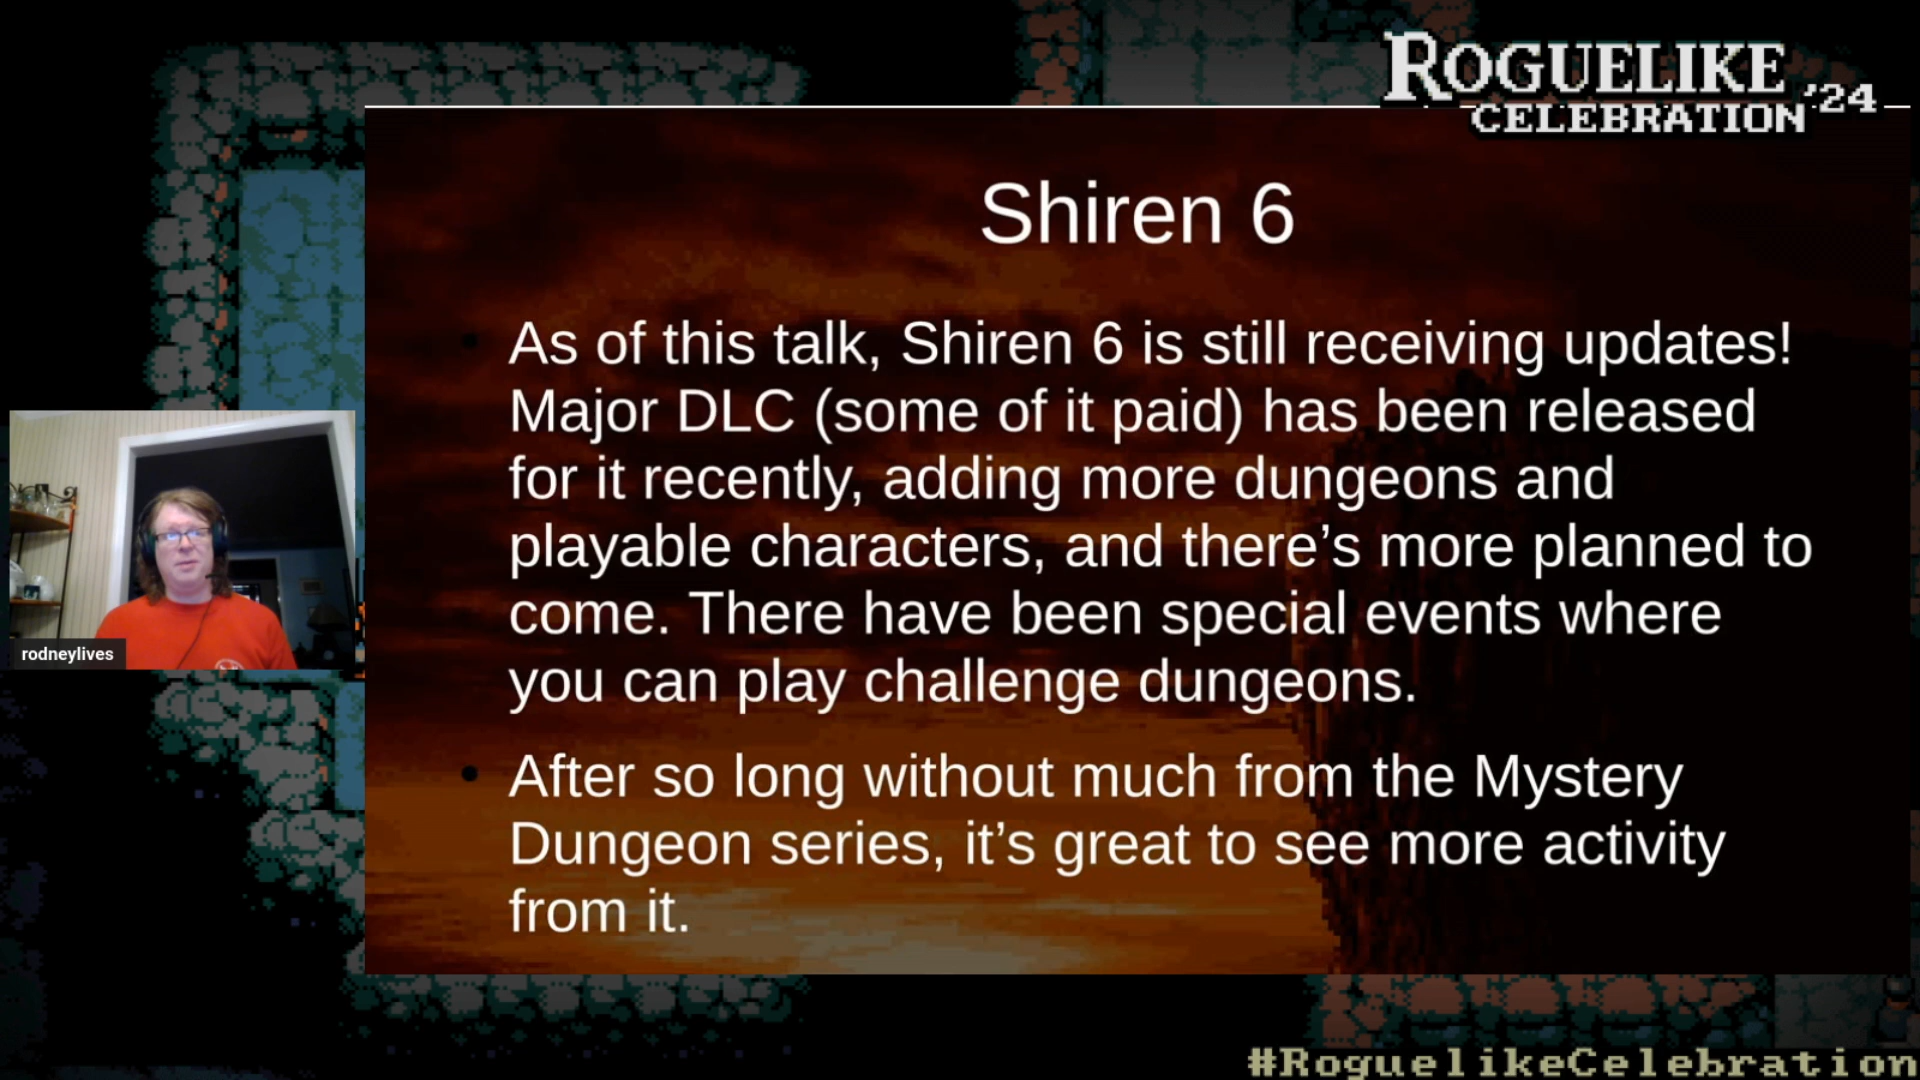 ROGUELIKE
CELEBRATION '24
Shiren 6
As of this talk, Shiren 6 is still receiving updates!
Major DLC (some of it paid) has been released
for it recently, adding more dungeons and
playable characters, and there’s more planned to
come. There have been special events where
you can play challenge dungeons.
After so long without much from the Mystery
Dungeon series, it’s great to see more activity
from it.
rodneylives
#RoguelikeCelebration